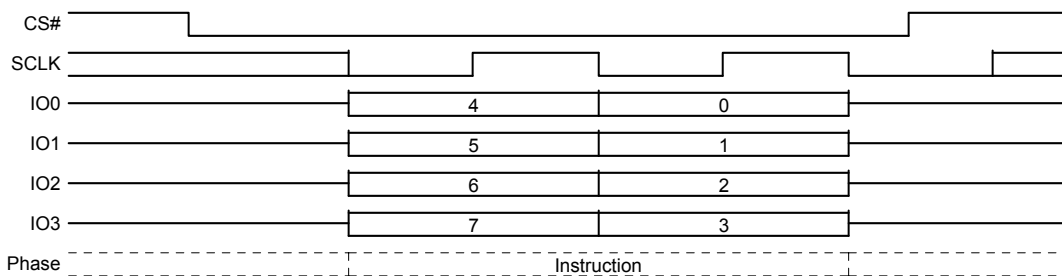 CS#
SCLK
IO0 4 0
IO1 5 1
IO2 6 2
IO3 7 3
Phase Instruction